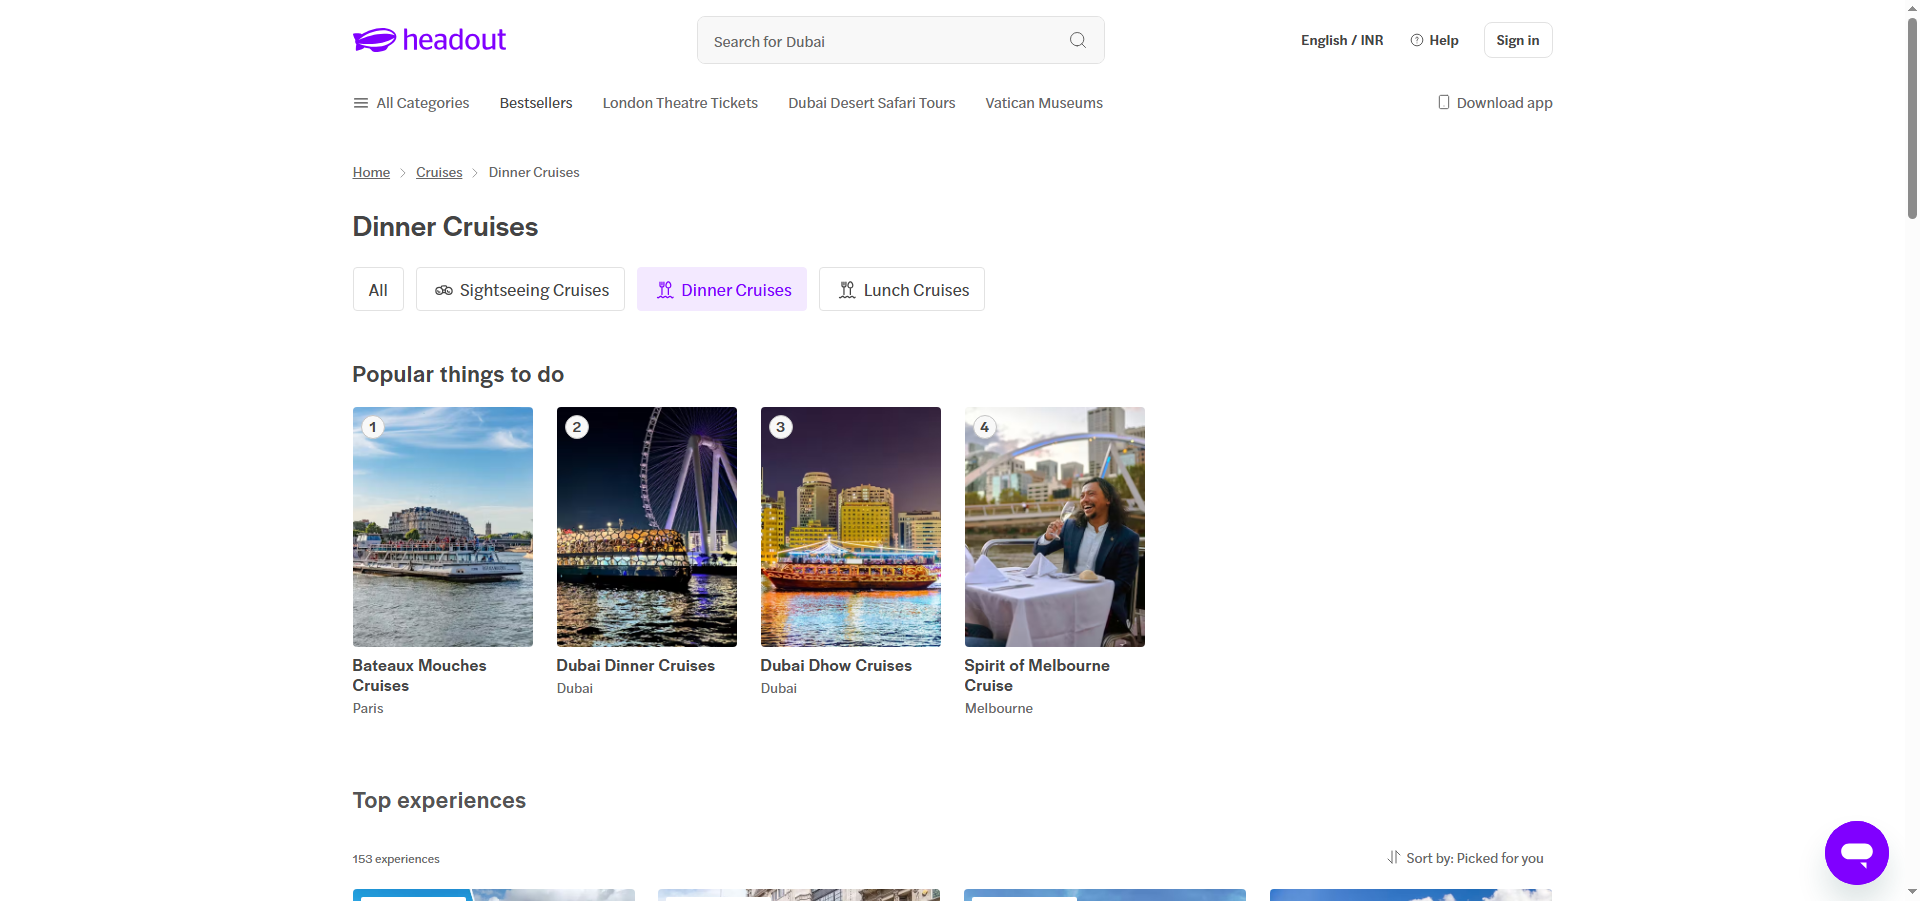 headout
Search for Dubai
English / INR
Help
Sign in
All Categories
Bestsellers
London Theatre Tickets
Dubai Desert Safari Tours
Vatican Museums
Download app
Home
Cruises
Dinner Cruises
Dinner Cruises
All
Sightseeing Cruises
Dinner Cruises
Lunch Cruises
Popular things to do
1
2
3
4
Bateaux Mouches
Cruises
Paris
Dubai Dinner Cruises
Dubai
Dubai Dhow Cruises
Dubai
Spirit of Melbourne
Cruise
Melbourne
Top experiences
153 experiences
Sort by: Picked for you